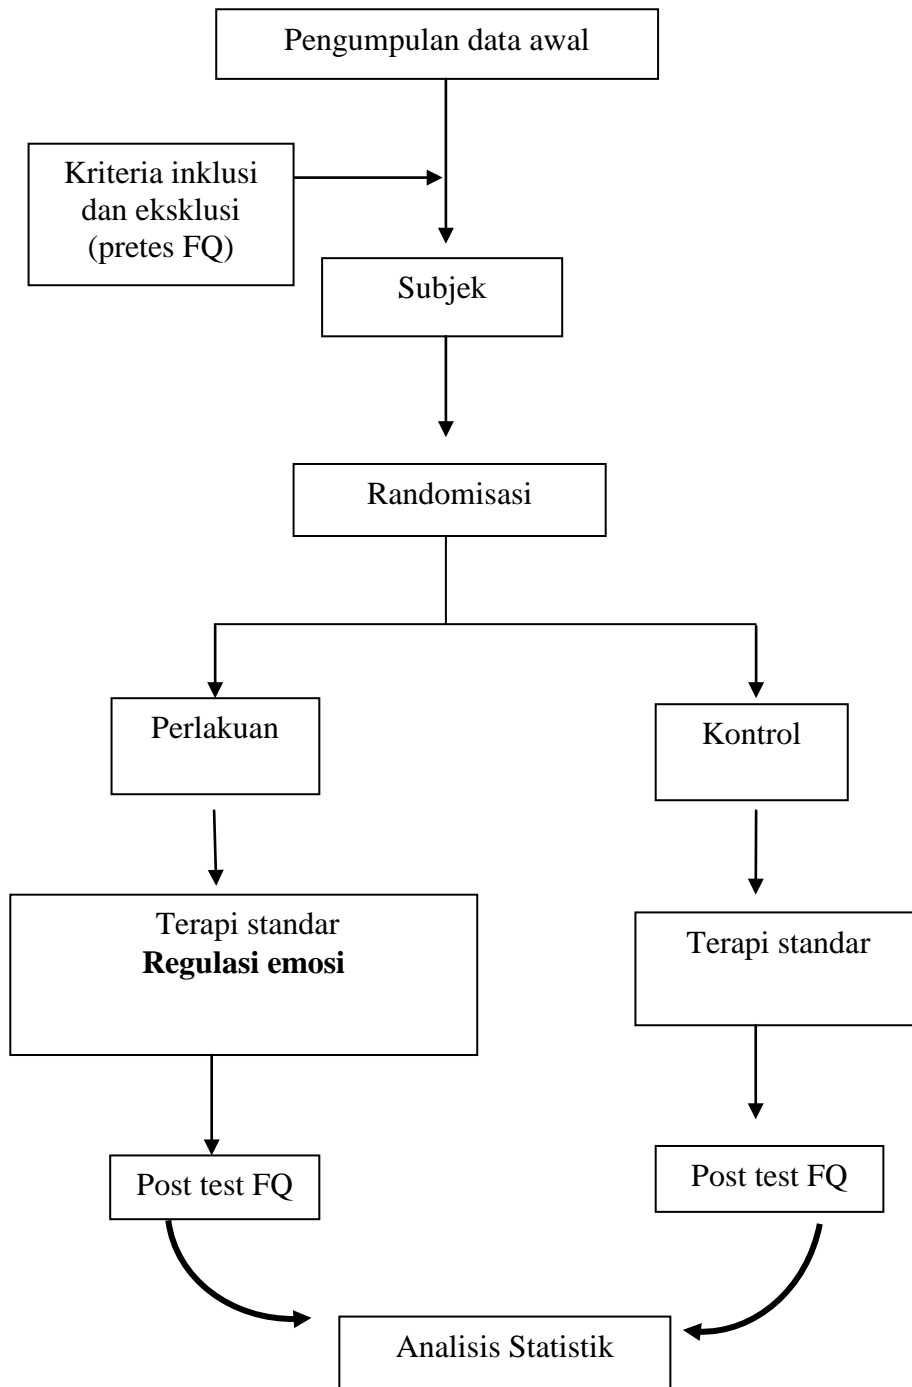 Pengumpulan data awal
Kriteria inklusi
dan eksklusi
(pretes FQ)
Subjek
Randomisasi
Perlakuan
Kontrol
Terapi standar
Regulasi emosi
Terapi standar
Post test FQ
Post test FQ
Analisis Statistik